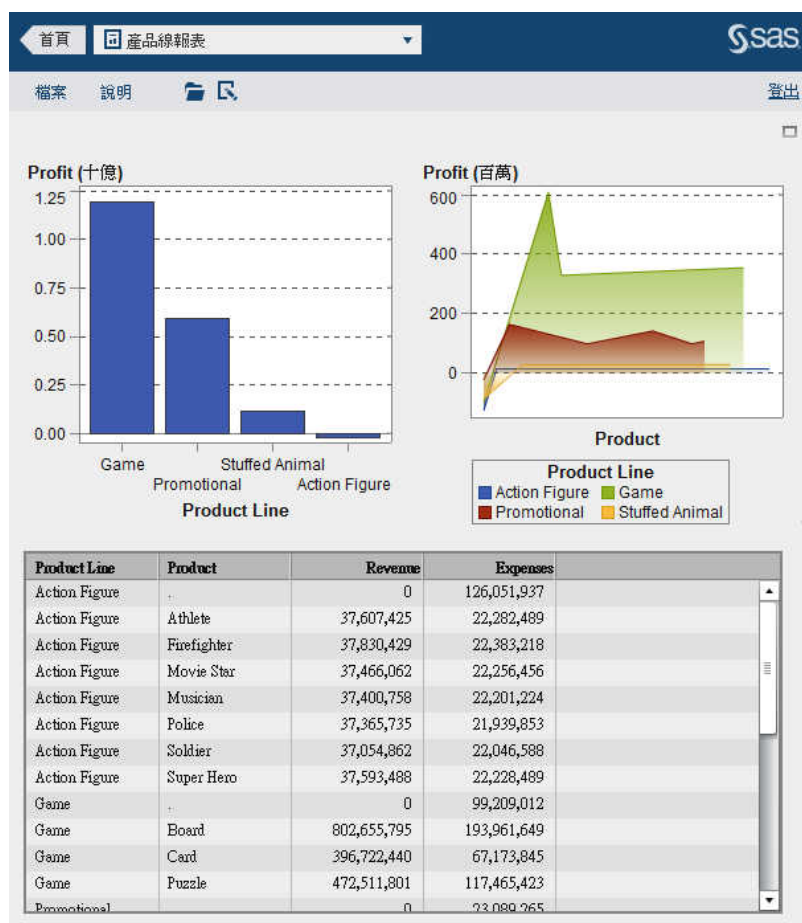 首頁 產品線報表 sas
檔案 說明 登出
Profit (十億)
1.25
1.00
0.75
0.50
0.25
0.00
Game Stuffed Animal
Promotional Action Figure
Product Line
Profit (百萬)
600
400
200
0
Product
Product Line
Action Figure Game
Promotional Stuffed Animal
Product Line Product Revenue Expenses
Action Figure . 0 126,051,937
Action Figure Athlete 37,607,425 22,282,489
Action Figure Firefighter 37,830,429 22,383,218
Action Figure Movie Star 37,466,062 22,256,456
Action Figure Musician 37,400,758 22,201,224
Action Figure Police 37,365,735 21,939,853
Action Figure Soldier 37,054,862 22,046,588
Action Figure Super Hero 37,593,488 22,228,489
Game . 0 99,209,012
Game Board 802,655,795 193,961,649
Game Card 396,722,440 67,173,845
Game Puzzle 472,511,801 117,465,423
Promotional 0 23,089,265